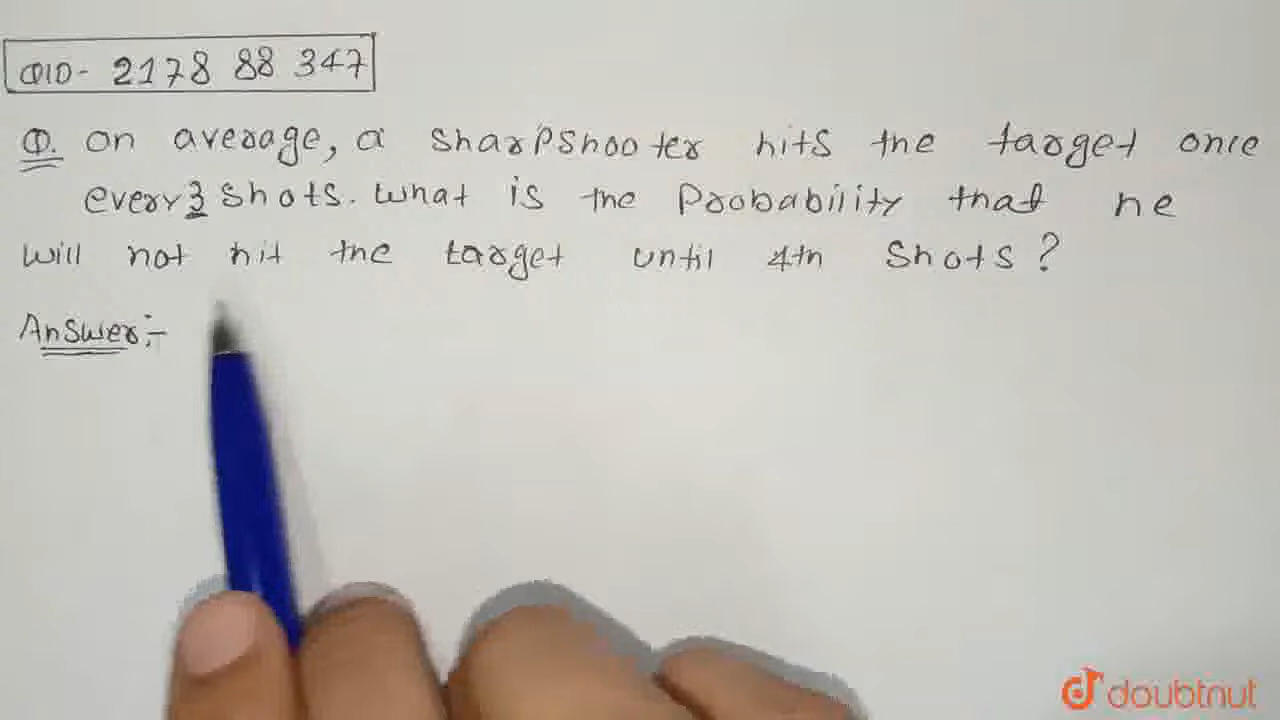 QID- 2178 88 347
Q. On average, a sharpshooter hits the target once
every 3 shots. What is the Probability that he
will not hit the target until 4th shots?
Answer:-
doubtnut